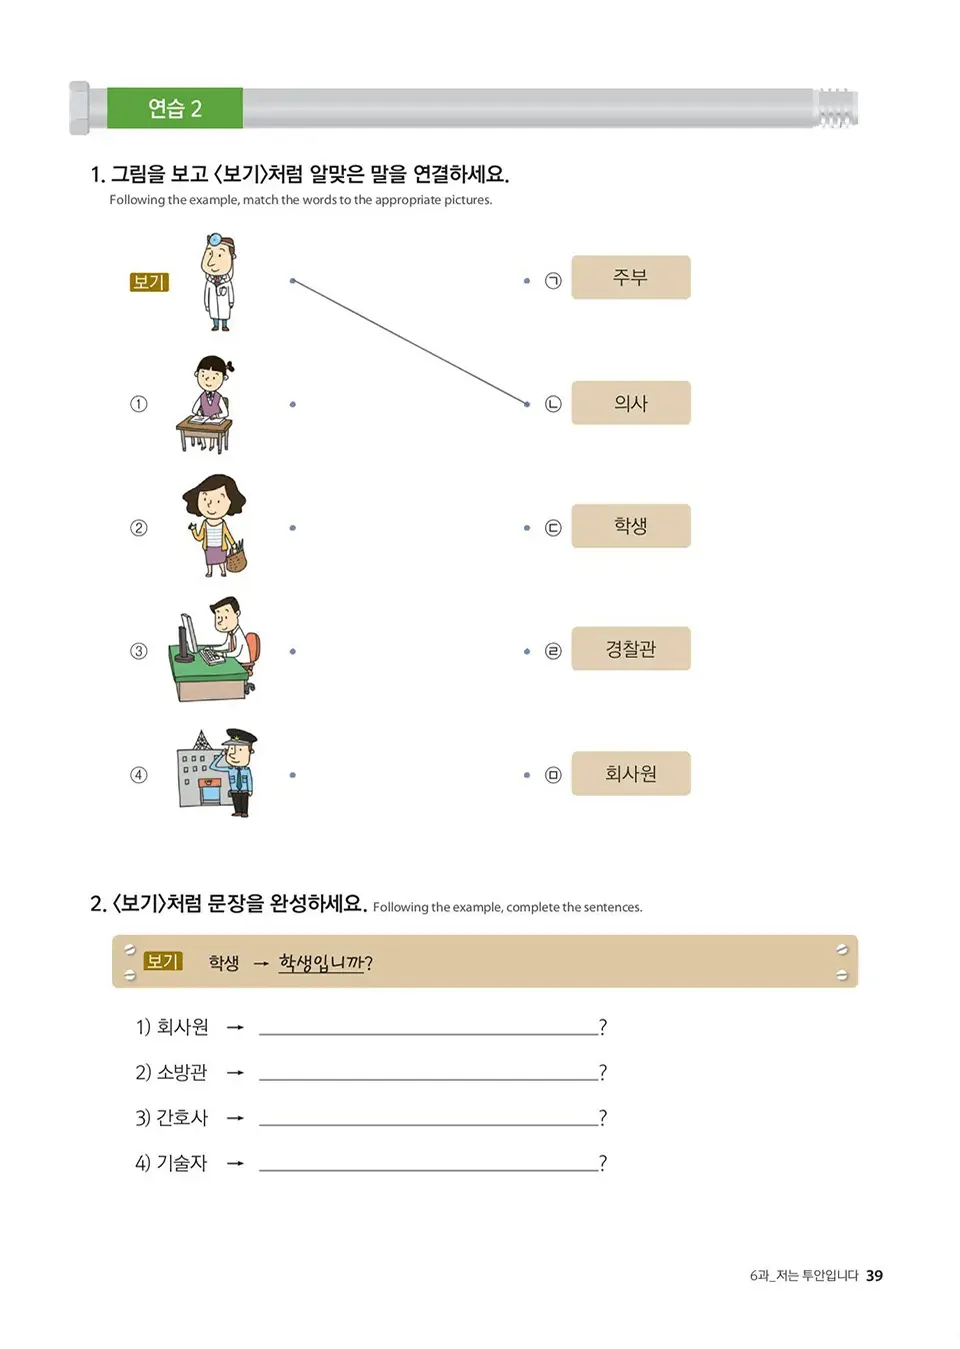 연습 2
1. 그림을 보고 〈보기〉처럼 알맞은 말을 연결하세요.
Following the example, match the words to the appropriate pictures.
보기
㉠ 주부
①
㉡ 의사
②
㉢ 학생
③
㉣ 경찰관
④
㉤ 회사원
2. 〈보기〉처럼 문장을 완성하세요. Following the example, complete the sentences.
보기 학생 → 학생입니까?
1) 회사원 → ?
2) 소방관 → ?
3) 간호사 → ?
4) 기술자 → ?
6과_저는 투안입니다 39